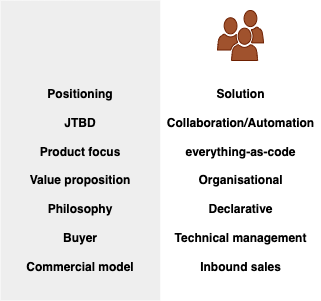 Positioning Solution
JTBD Collaboration/Automation
Product focus everything-as-code
Value proposition Organisational
Philosophy Declarative
Buyer Technical management
Commercial model Inbound sales